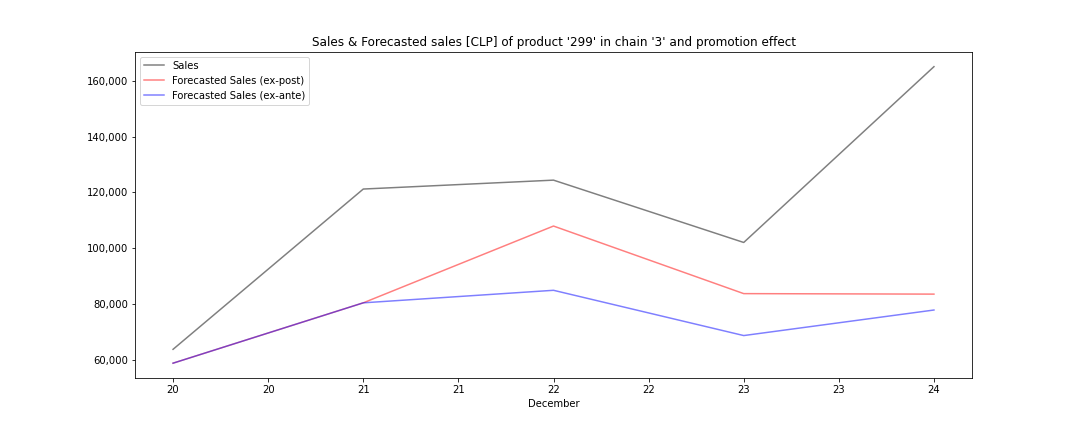 Sales & Forecasted sales [CLP] of product '299' in chain '3' and promotion effect
Sales
Forecasted Sales (ex-post)
Forecasted Sales (ex-ante)
160,000
140,000
120,000
100,000
80,000
60,000
20 20 21 21 22 22 23 23 24
December